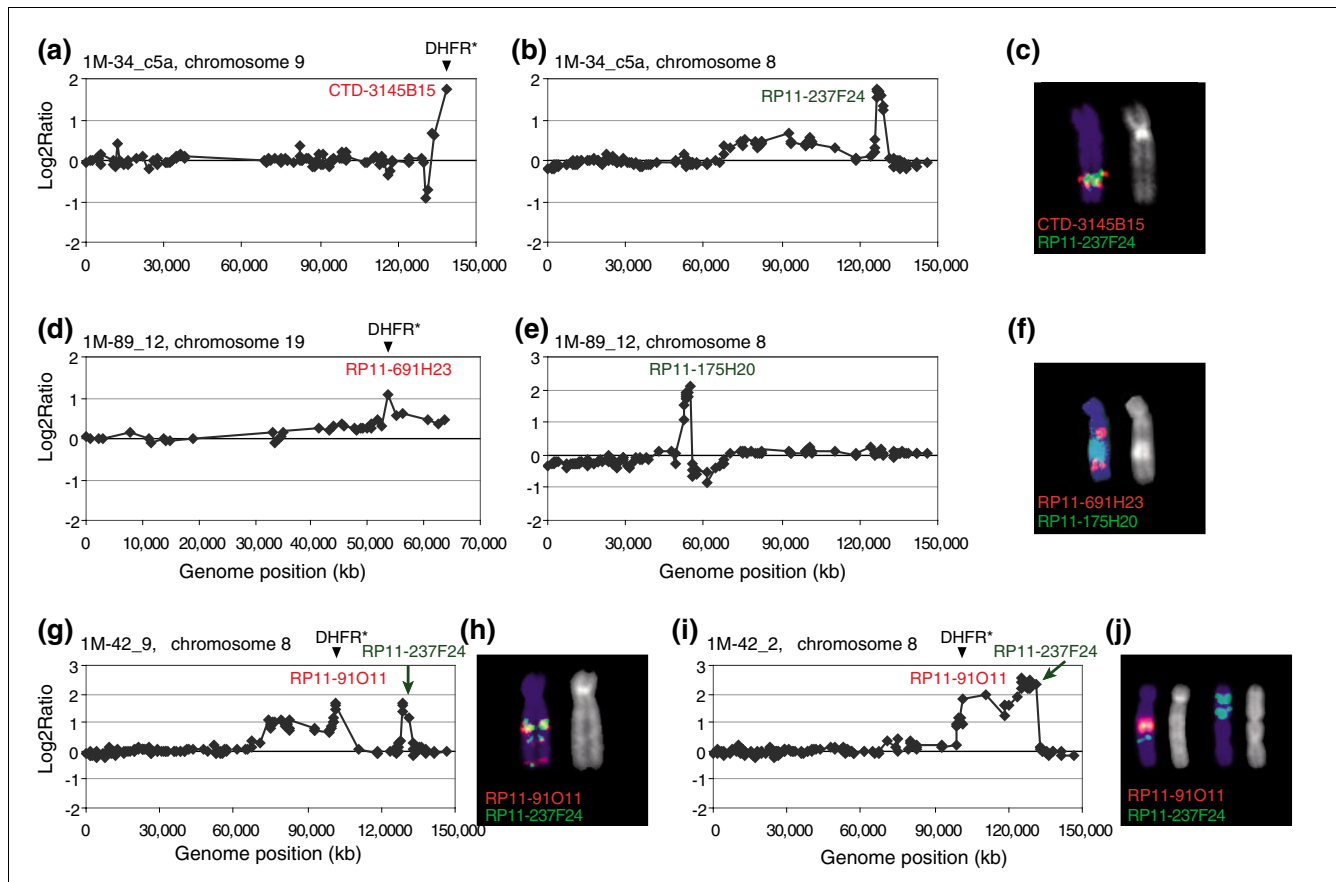 (a)
1M-34_c5a, chromosome 9
DHFR*
CTD-3145B15
Log2Ratio
2
1
0
-1
-2
0 30,000 60,000 90,000 120,000 150,000
(b)
1M-34_c5a, chromosome 8
RP11-237F24
2
1
0
-1
-2
0 30,000 60,000 90,000 120,000 150,000
(c)
CTD-3145B15
RP11-237F24
(d)
1M-89_12, chromosome 19
DHFR*
RP11-691H23
Log2Ratio
2
1
0
-1
-2
0 10,000 20,000 30,000 40,000 50,000 60,000 70,000
Genome position (kb)
(e)
1M-89_12, chromosome 8
RP11-175H20
3
2
1
0
-1
-2
0 30,000 60,000 90,000 120,000 150,000
Genome position (kb)
(f)
RP11-691H23
RP11-175H20
(g)
1M-42_9, chromosome 8
DHFR*
RP11-237F24
RP11-91O11
Log2Ratio
3
2
1
0
-1
-2
0 30,000 60,000 90,000 120,000 150,000
Genome position (kb)
(h)
RP11-91O11
RP11-237F24
(i)
1M-42_2, chromosome 8
DHFR*
RP11-237F24
RP11-91O11
3
2
1
0
-1
-2
0 30,000 60,000 90,000 120,000 150,000
Genome position (kb)
(j)
RP11-91O11
RP11-237F24